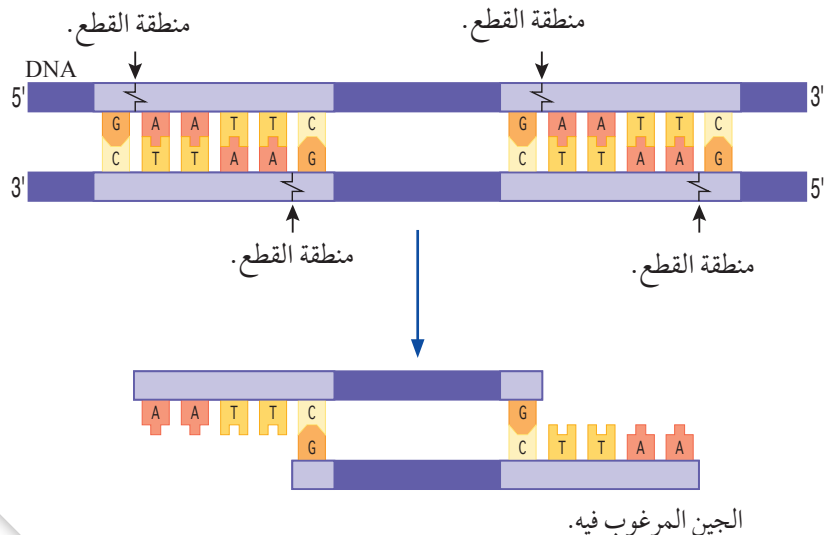 منطقة القطع. منطقة القطع.
DNA
5' 3'
G A A T T C G A A T T C
C T T A A G C T T A A G
3' 5'
منطقة القطع. منطقة القطع.
A A T T C G
G C T T A A
الجين المرغوب فيه.